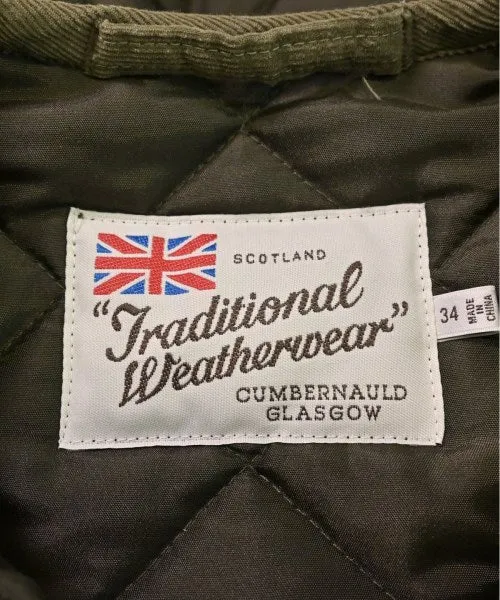 SCOTLAND
"Traditional
Weatherwear"
CUMBERNAULD
GLASGOW
34
MADE
IN
CHINA